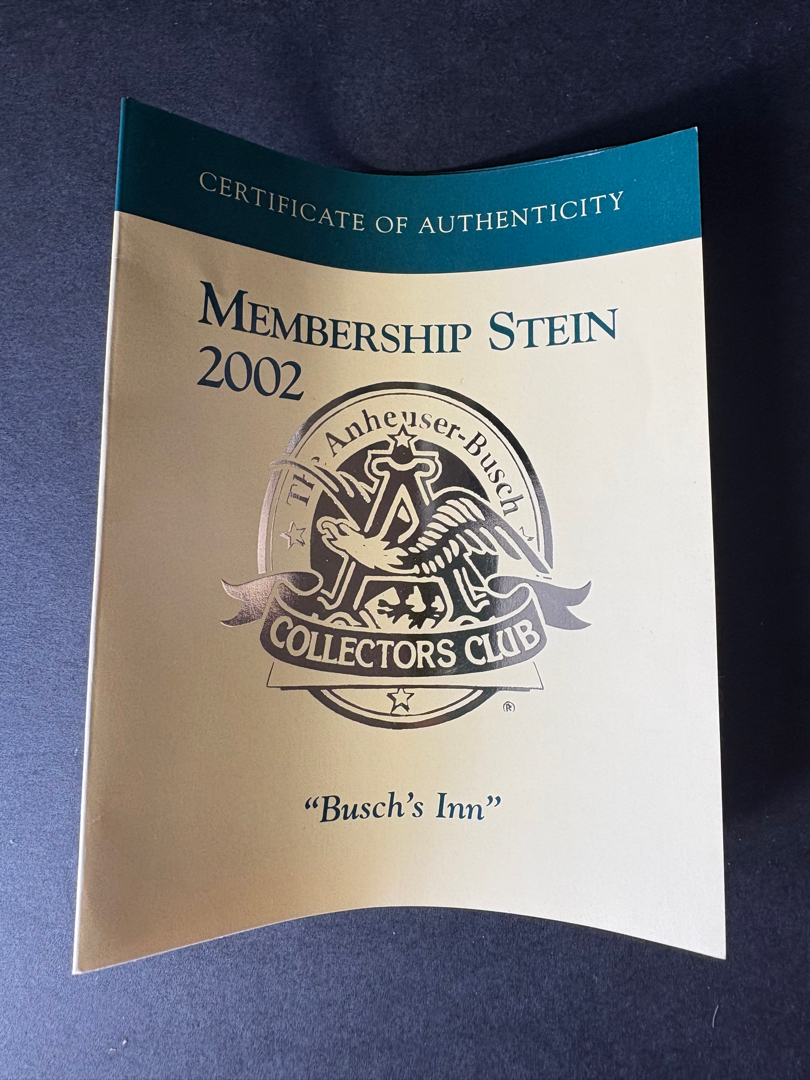 CERTIFICATE OF AUTHENTICITY
MEMBERSHIP STEIN
2002
The Anheuser-Busch
COLLECTORS CLUB
®
“Busch’s Inn”